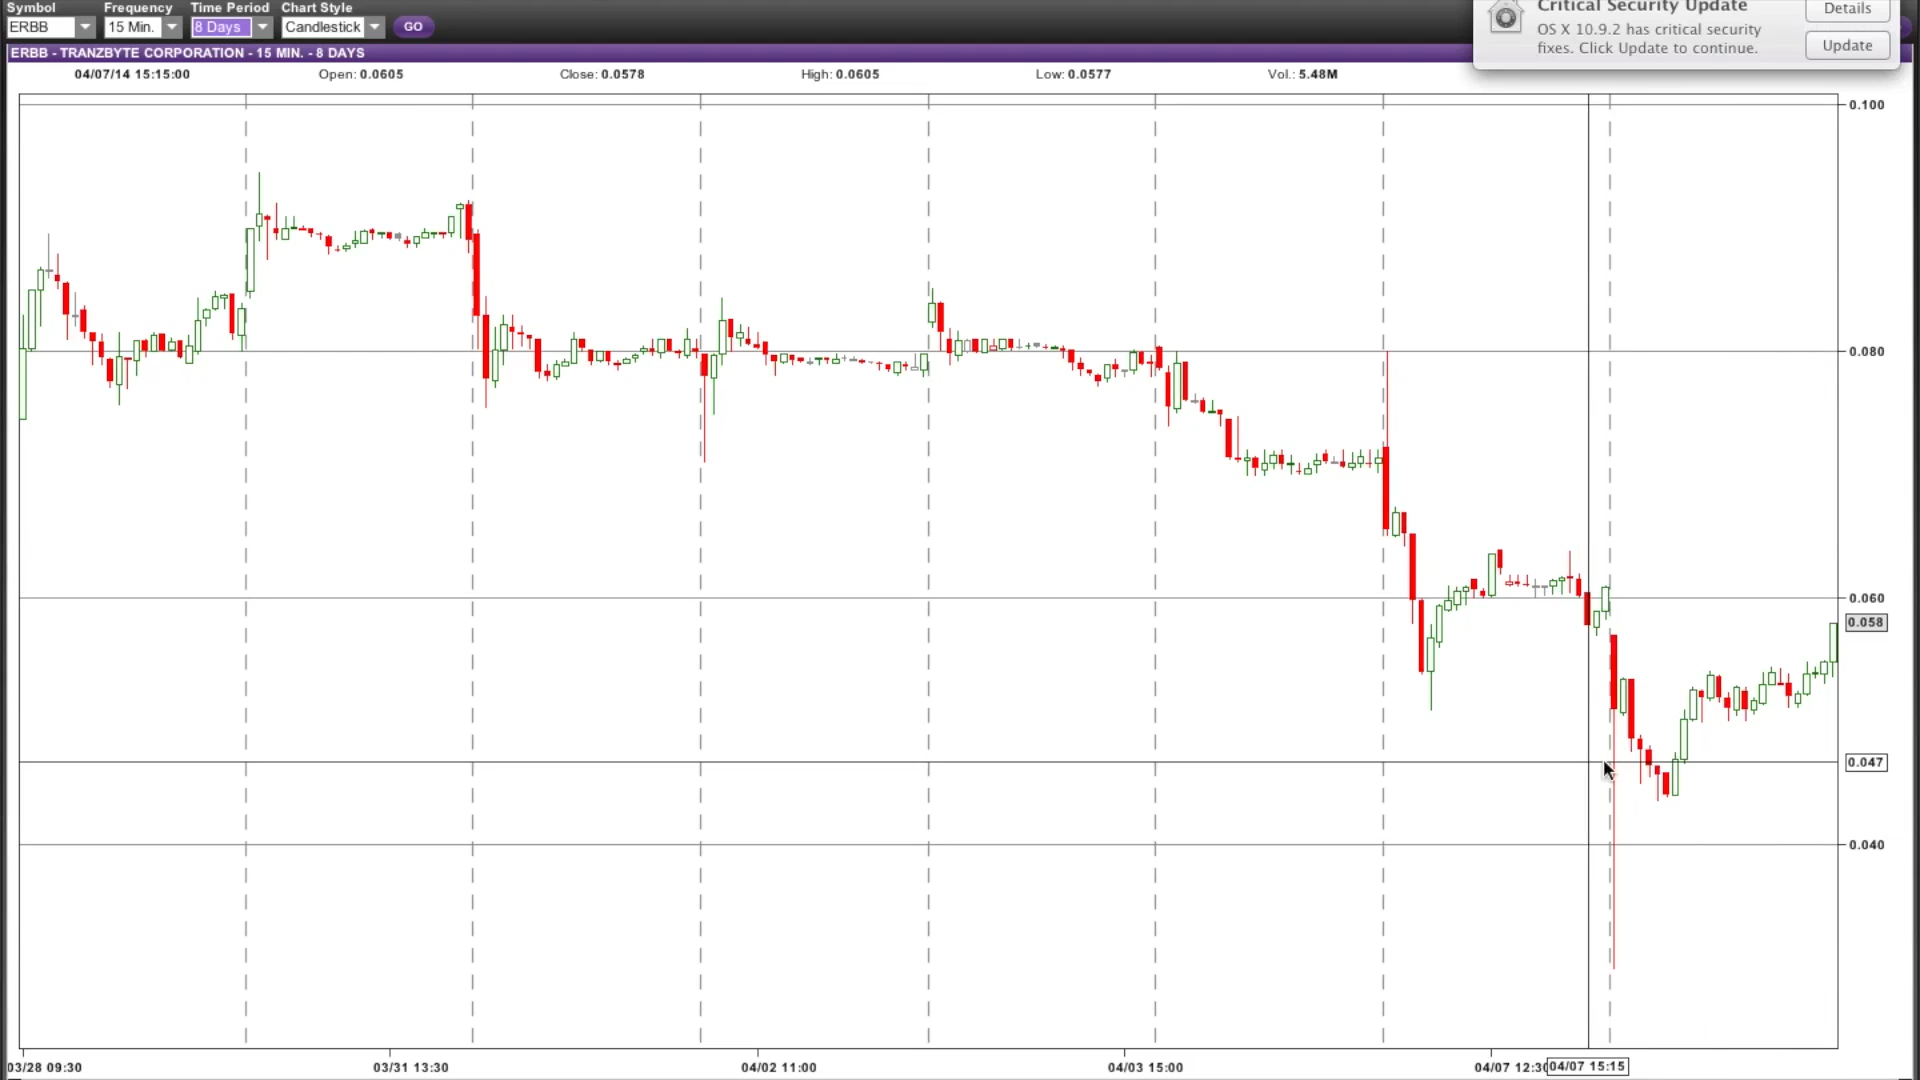 Symbol Frequency Time Period Chart Style
ERBB 15 Min. 8 Days Candlestick GO
Critical Security Update
OS X 10.9.2 has critical security
fixes. Click Update to continue.
Details
Update
ERBB - TRANZBYTE CORPORATION - 15 MIN. - 8 DAYS
04/07/14 15:15:00 Open: 0.0605 Close: 0.0578 High: 0.0605 Low: 0.0577 Vol.: 5.48M
0.100
0.080
0.060
0.058
0.047
0.040
03/28 09:30 03/31 13:30 04/02 11:00 04/03 15:00 04/07 12:30 04/07 15:15